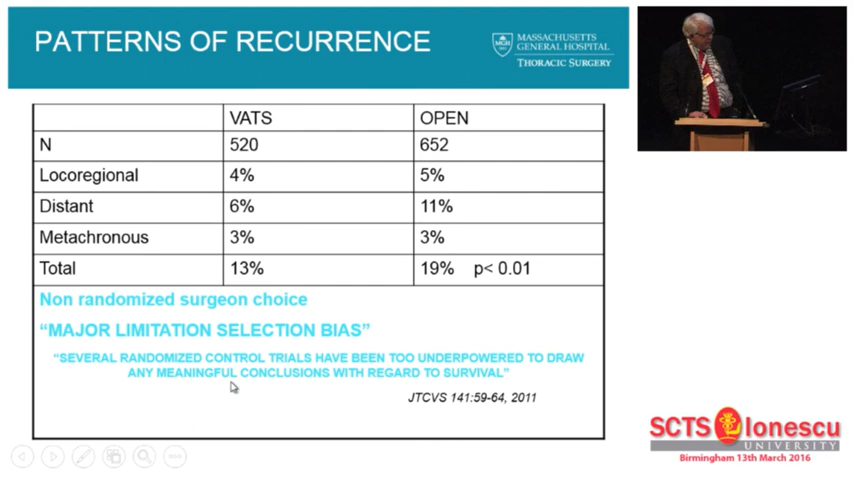 PATTERNS OF RECURRENCE
MGH
MASSACHUSETTS
GENERAL HOSPITAL
THORACIC SURGERY
VATS OPEN
N 520 652
Locoregional 4% 5%
Distant 6% 11%
Metachronous 3% 3%
Total 13% 19% p< 0.01
Non randomized surgeon choice
“MAJOR LIMITATION SELECTION BIAS”
“SEVERAL RANDOMIZED CONTROL TRIALS HAVE BEEN TOO UNDERPOWERED TO DRAW
ANY MEANINGFUL CONCLUSIONS WITH REGARD TO SURVIVAL”
JTCVS 141:59-64, 2011
SCTS Ionescu
UNIVERSITY
Birmingham 13th March 2016